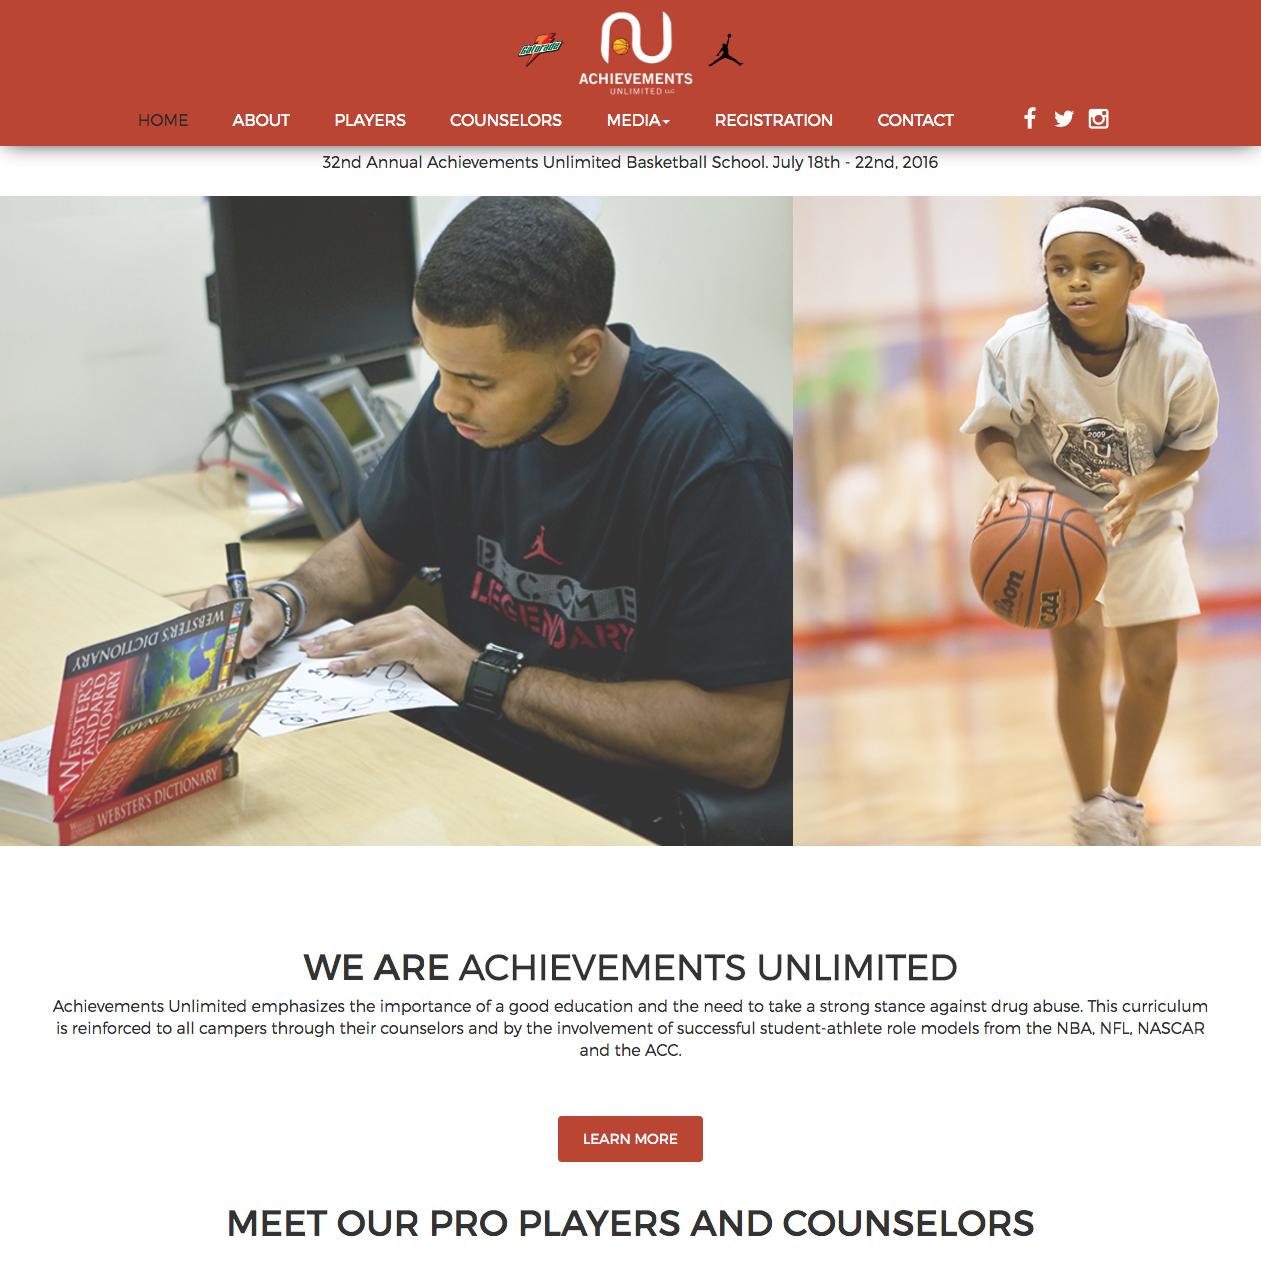 Gatorade
ACHIEVEMENTS
UNLIMITED LLC
HOME
ABOUT
PLAYERS
COUNSELORS
MEDIA
REGISTRATION
CONTACT
32nd Annual Achievements Unlimited Basketball School. July 18th - 22nd, 2016
BECOME
LEGENDARY
WEBSTER'S DICTIONARY
WEBSTER'S
STANDARD
DICTIONARY
WEBSTER'S DICTIONARY
2009
NCAA
WE ARE ACHIEVEMENTS UNLIMITED
Achievements Unlimited emphasizes the importance of a good education and the need to take a strong stance against drug abuse. This curriculum
is reinforced to all campers through their counselors and by the involvement of successful student-athlete role models from the NBA, NFL, NASCAR
and the ACC.
LEARN MORE
MEET OUR PRO PLAYERS AND COUNSELORS